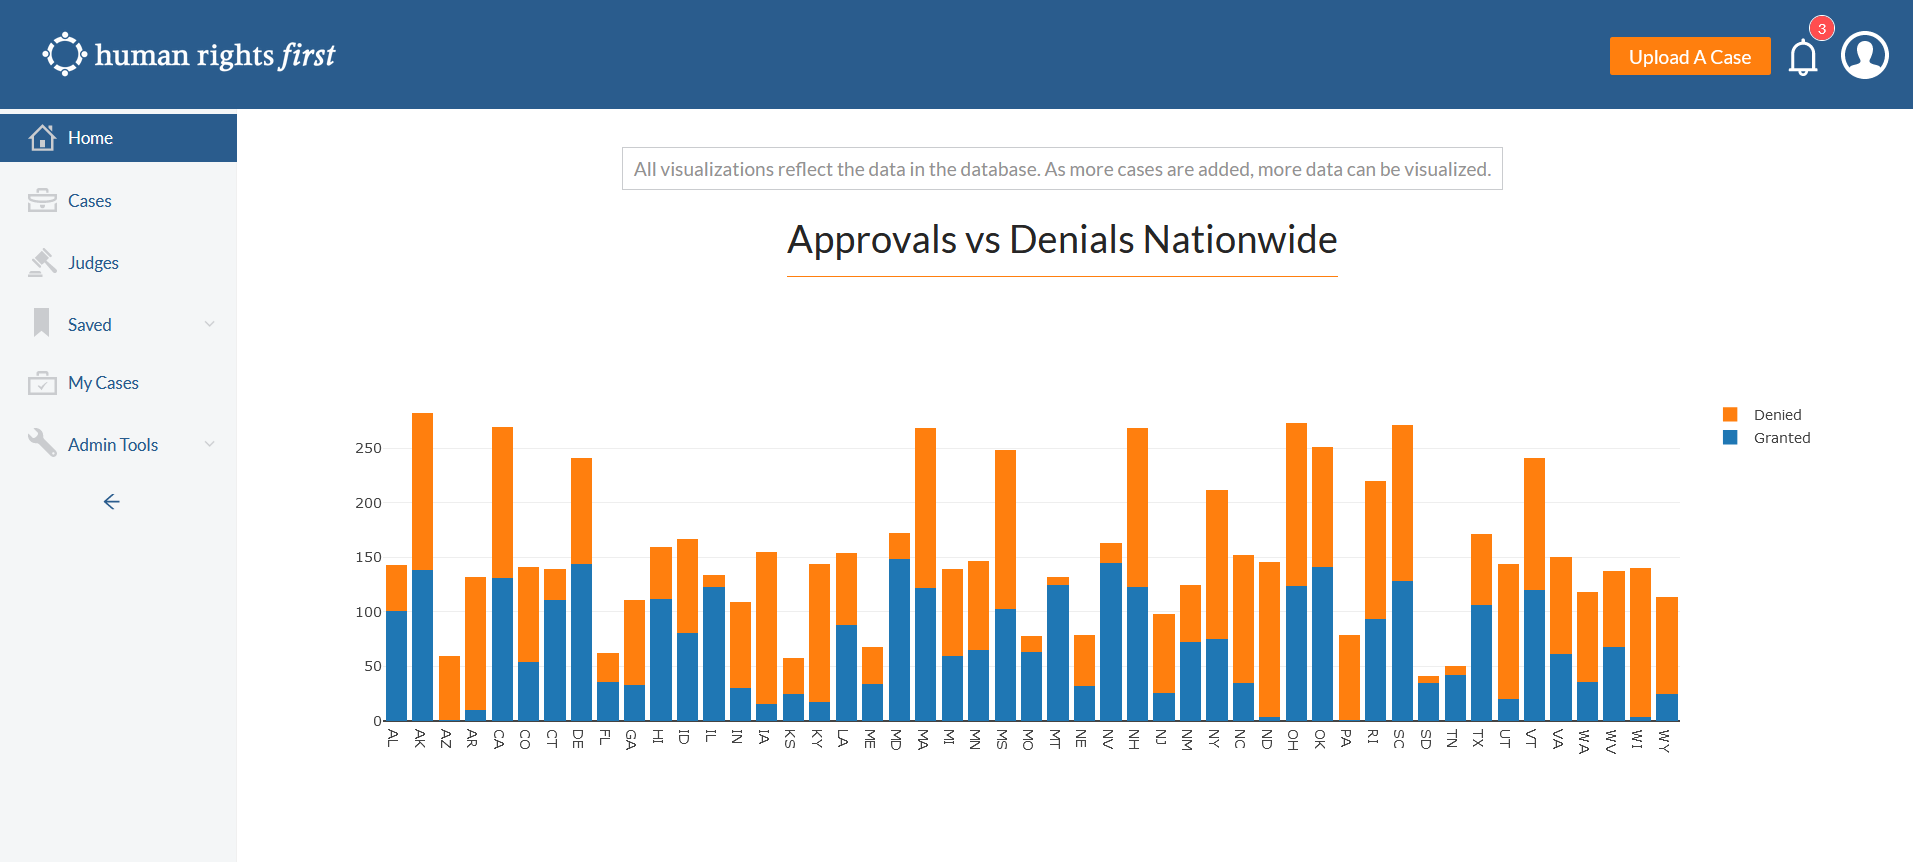 human rights first
Upload A Case
3
Home
Cases
Judges
Saved
My Cases
Admin Tools
All visualizations reflect the data in the database. As more cases are added, more data can be visualized.
Approvals vs Denials Nationwide
Denied
Granted
250
200
150
100
50
0
AL AK AZ AR CA CO CT DE FL GA HI ID IL IN IA KS KY LA ME MD MA MI MN MS MO MT NE NV NH NJ NM NY NC ND OH OK PA RI SC SD TN TX UT VT VA WA WV WI WY